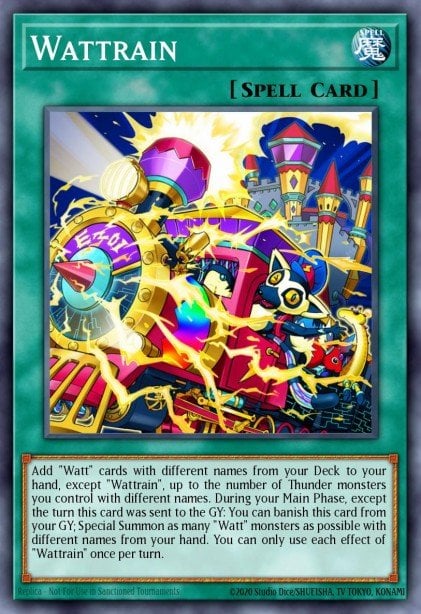 Wattrain
SPELL
魔
[ Spell Card ]
Add "Watt" cards with different names from your Deck to your
hand, except "Wattrain", up to the number of Thunder monsters
you control with different names. During your Main Phase, except
the turn this card was sent to the GY: You can banish this card from
your GY; Special Summon as many "Watt" monsters as possible with
different names from your hand. You can only use each effect of
"Wattrain" once per turn.
Replica - Not For Use in Sanctioned Tournaments
©2020 Studio Dice/SHUEISHA, TV TOKYO, KONAMI